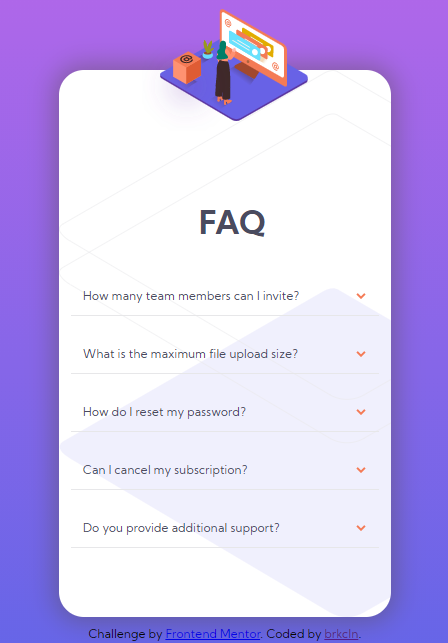 FAQ
How many team members can I invite?
What is the maximum file upload size?
How do I reset my password?
Can I cancel my subscription?
Do you provide additional support?
Challenge by Frontend Mentor. Coded by brkcln.